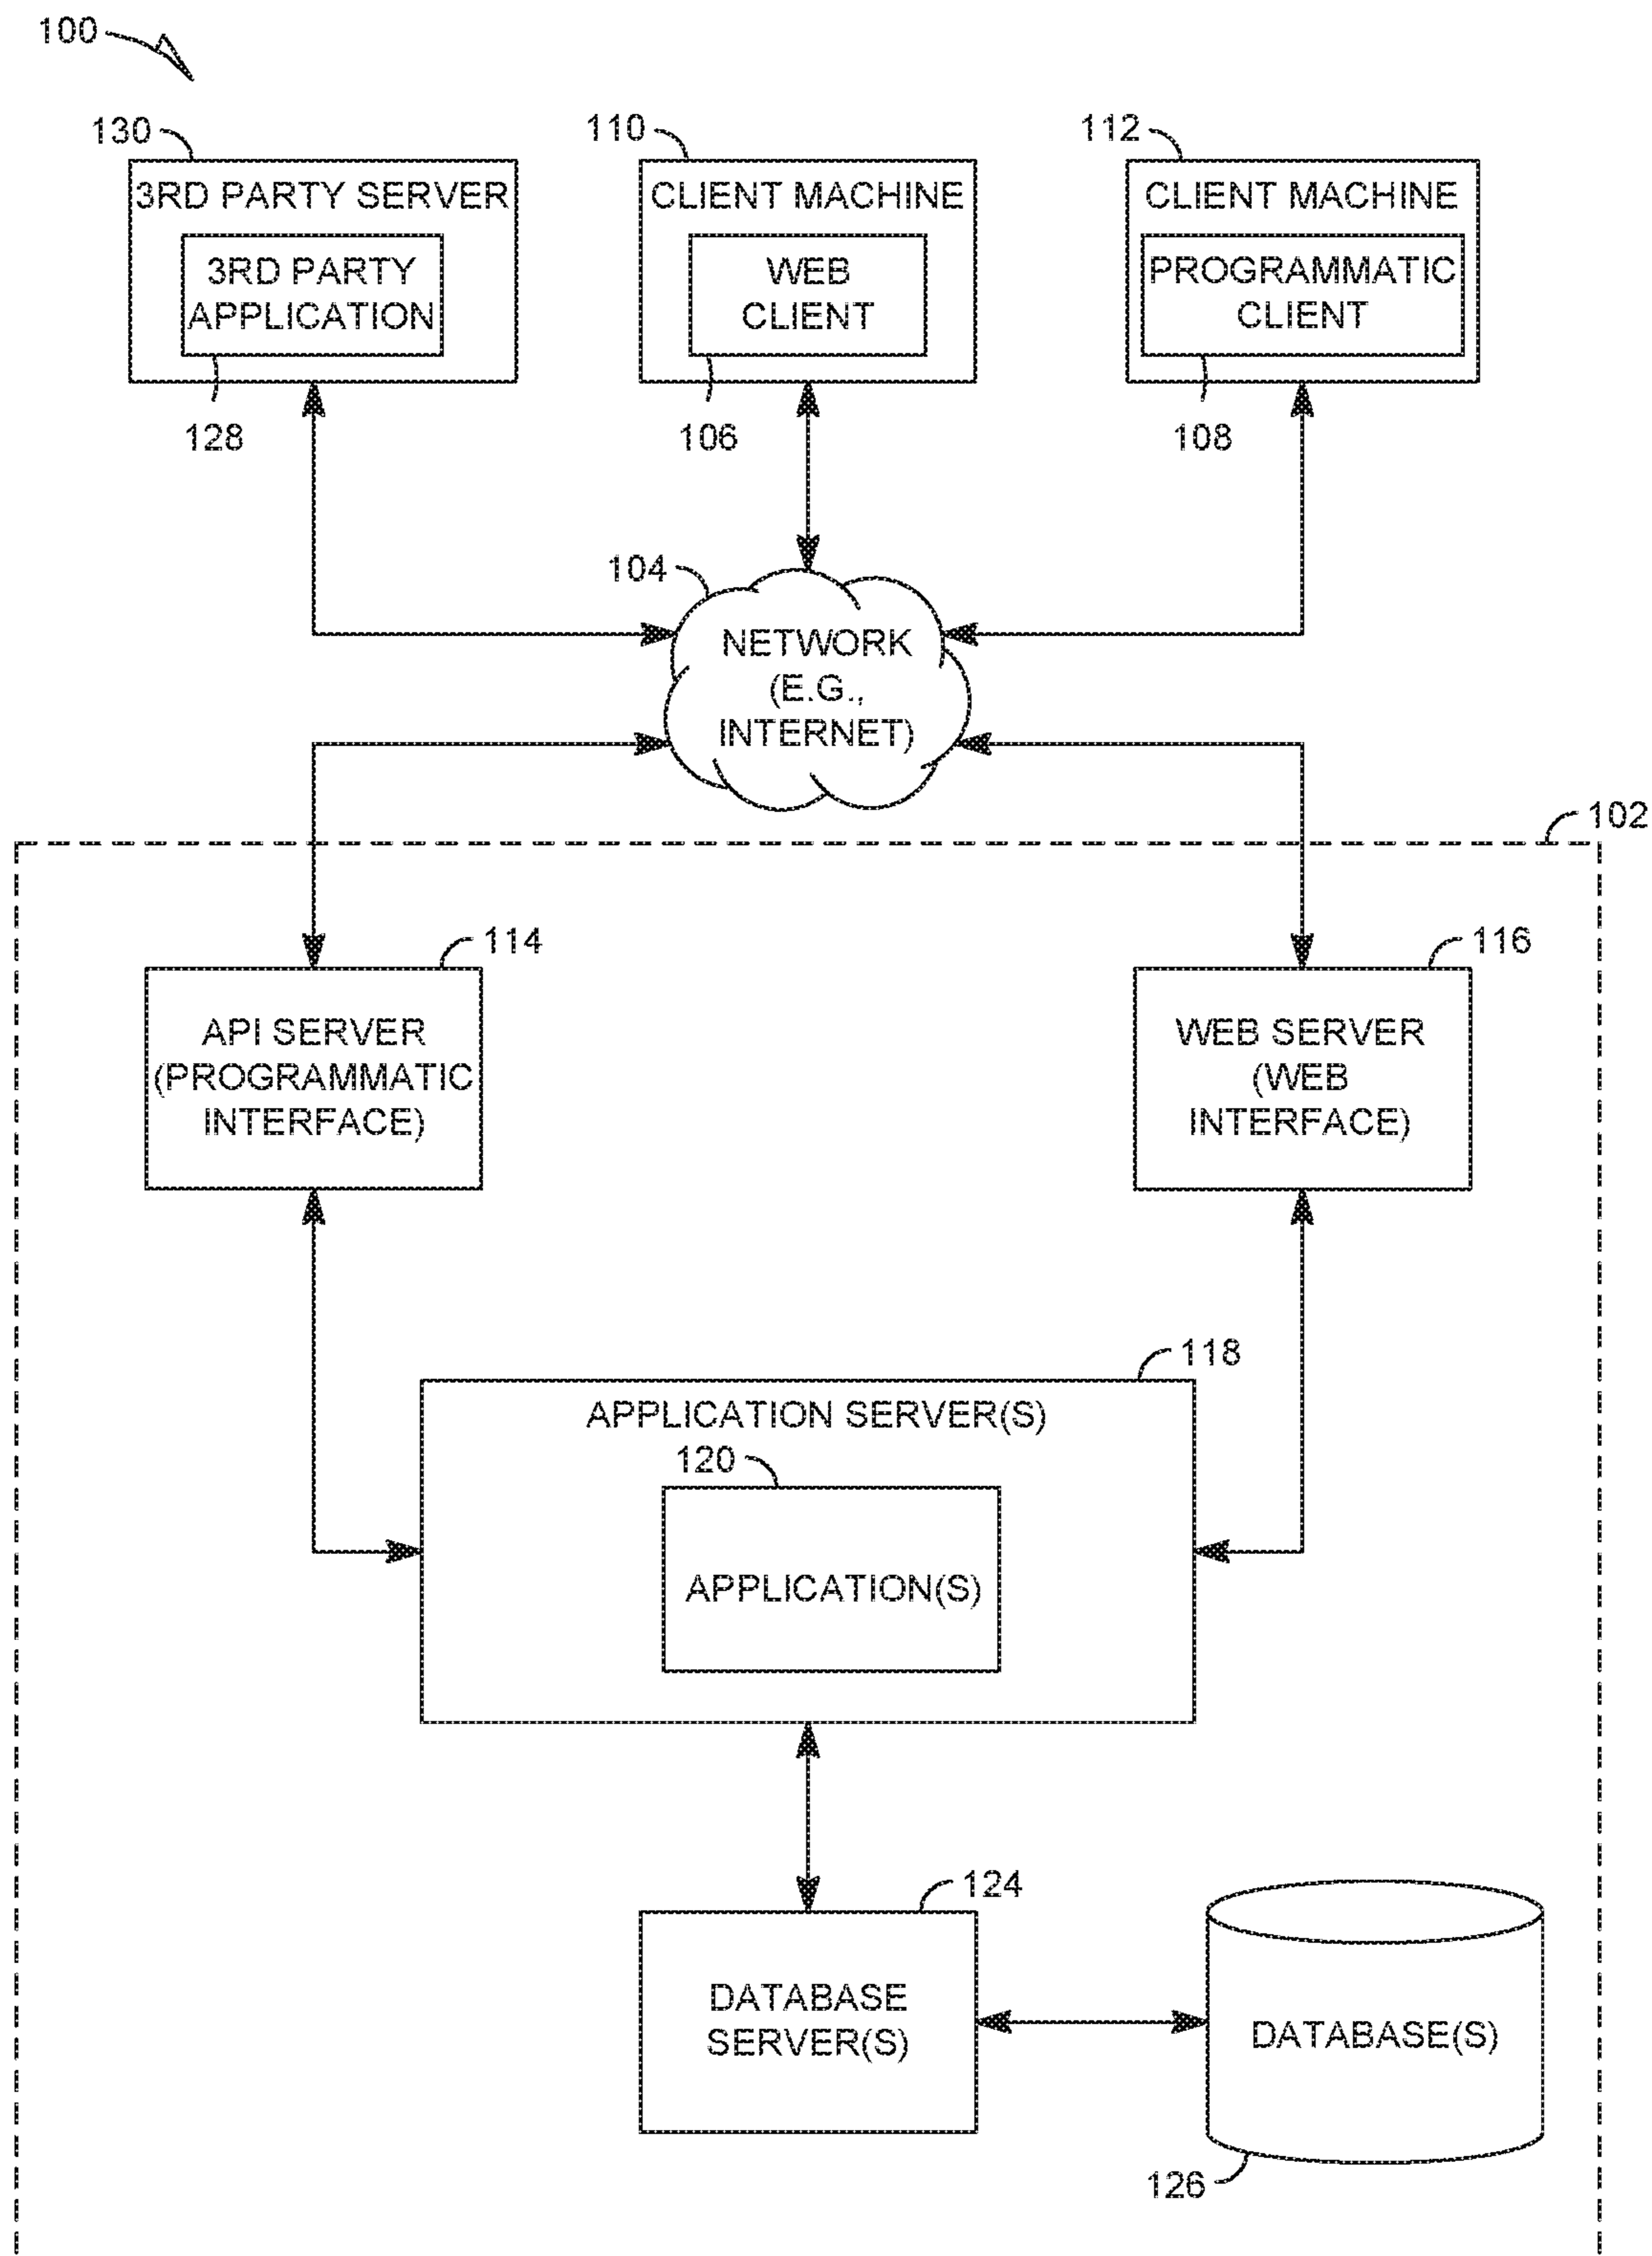 100
130
110
112
3RD PARTY SERVER
CLIENT MACHINE
CLIENT MACHINE
3RD PARTY
APPLICATION
WEB
CLIENT
PROGRAMMATIC
CLIENT
128
106
108
104
NETWORK
(E.G.,
INTERNET)
102
114
116
API SERVER
(PROGRAMMATIC
INTERFACE)
WEB SERVER
(WEB
INTERFACE)
118
APPLICATION SERVER(S)
120
APPLICATION(S)
124
DATABASE
SERVER(S)
DATABASE(S)
126